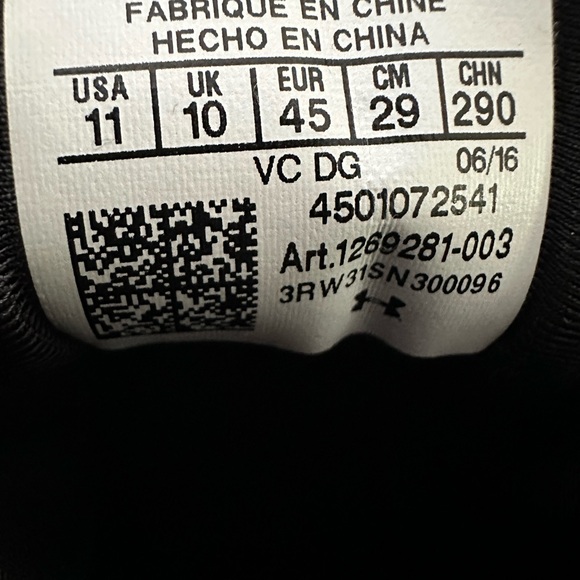 FABRIQUÉ EN CHINE
HECHO EN CHINA
USA UK EUR CM CHN
11 10 45 29 290
VC DG 06/16
4501072541
Art.1269281-003
3RW31SN300096